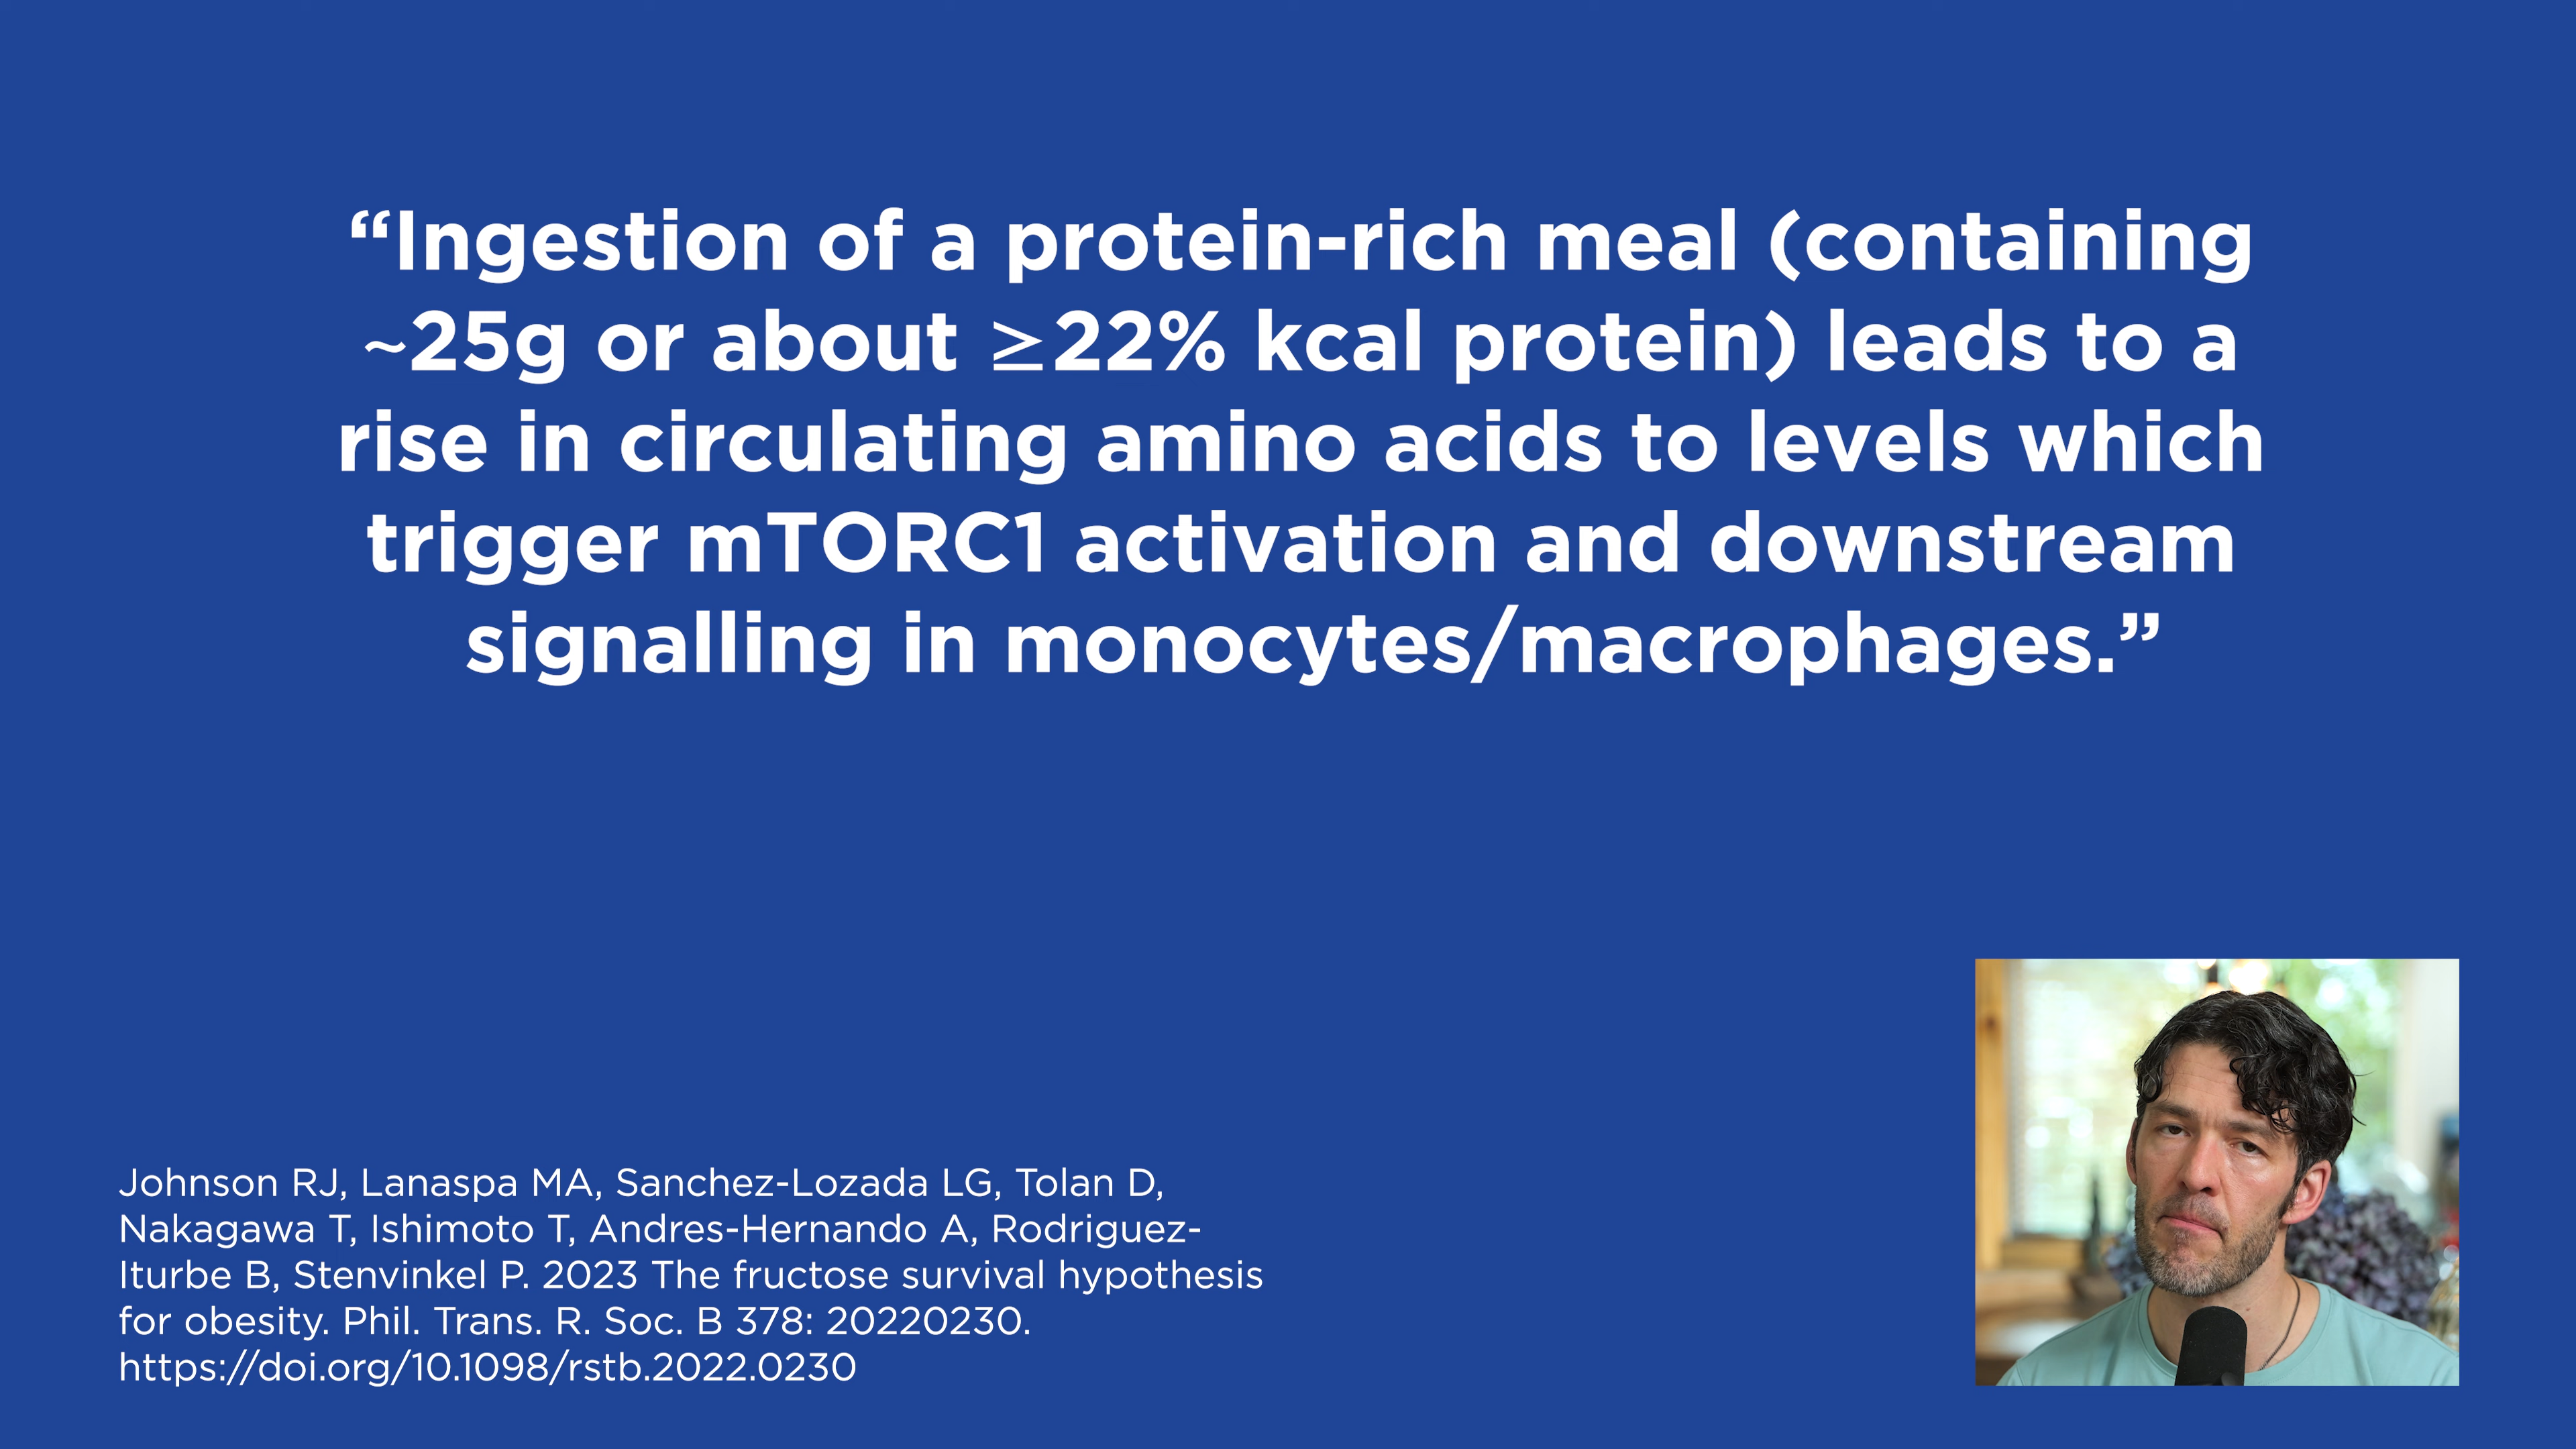 “Ingestion of a protein-rich meal (containing
~25g or about ≥22% kcal protein) leads to a
rise in circulating amino acids to levels which
trigger mTORC1 activation and downstream
signalling in monocytes/macrophages.”
Johnson RJ, Lanaspa MA, Sanchez-Lozada LG, Tolan D,
Nakagawa T, Ishimoto T, Andres-Hernando A, Rodriguez-
Iturbe B, Stenvinkel P. 2023 The fructose survival hypothesis
for obesity. Phil. Trans. R. Soc. B 378: 20220230.
https://doi.org/10.1098/rstb.2022.0230